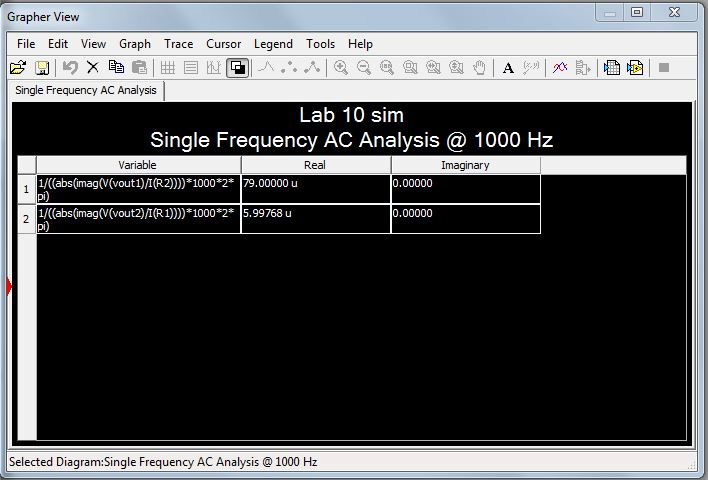 Grapher View
File Edit View Graph Trace Cursor Legend Tools Help
A
Single Frequency AC Analysis
Lab 10 sim
Single Frequency AC Analysis @ 1000 Hz
Variable Real Imaginary
1 1/((abs(imag(V(vout1)/I(R2))))*1000*2* 79.00000 u 0.00000
pi)
2 1/((abs(imag(V(vout2)/I(R1))))*1000*2* 5.99768 u 0.00000
pi)
Selected Diagram:Single Frequency AC Analysis @ 1000 Hz